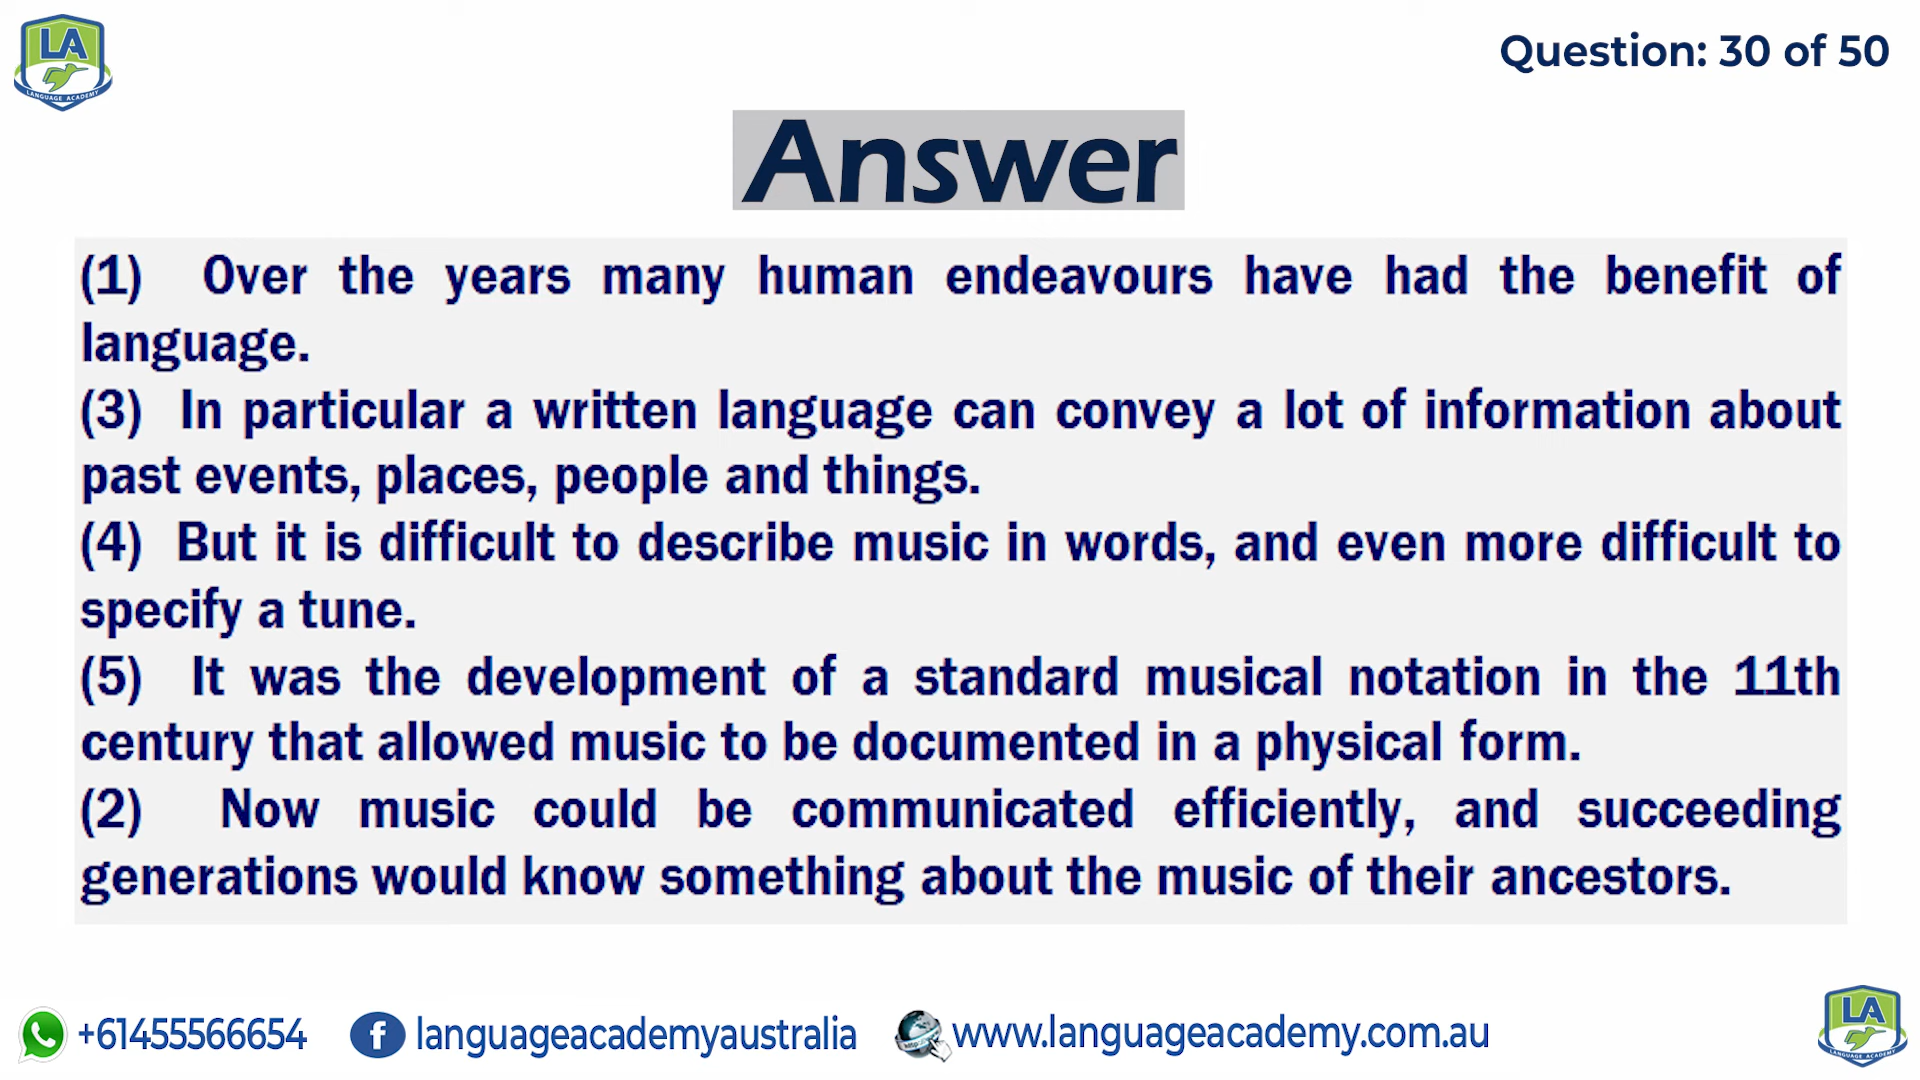 LA
LANGUAGE ACADEMY
Question: 30 of 50
Answer
(1) Over the years many human endeavours have had the benefit of
language.
(3) In particular a written language can convey a lot of information about
past events, places, people and things.
(4) But it is difficult to describe music in words, and even more difficult to
specify a tune.
(5) It was the development of a standard musical notation in the 11th
century that allowed music to be documented in a physical form.
(2) Now music could be communicated efficiently, and succeeding
generations would know something about the music of their ancestors.
+61455566654 f languageacademyaustralia www.languageacademy.com.au
LA
LANGUAGE ACADEMY